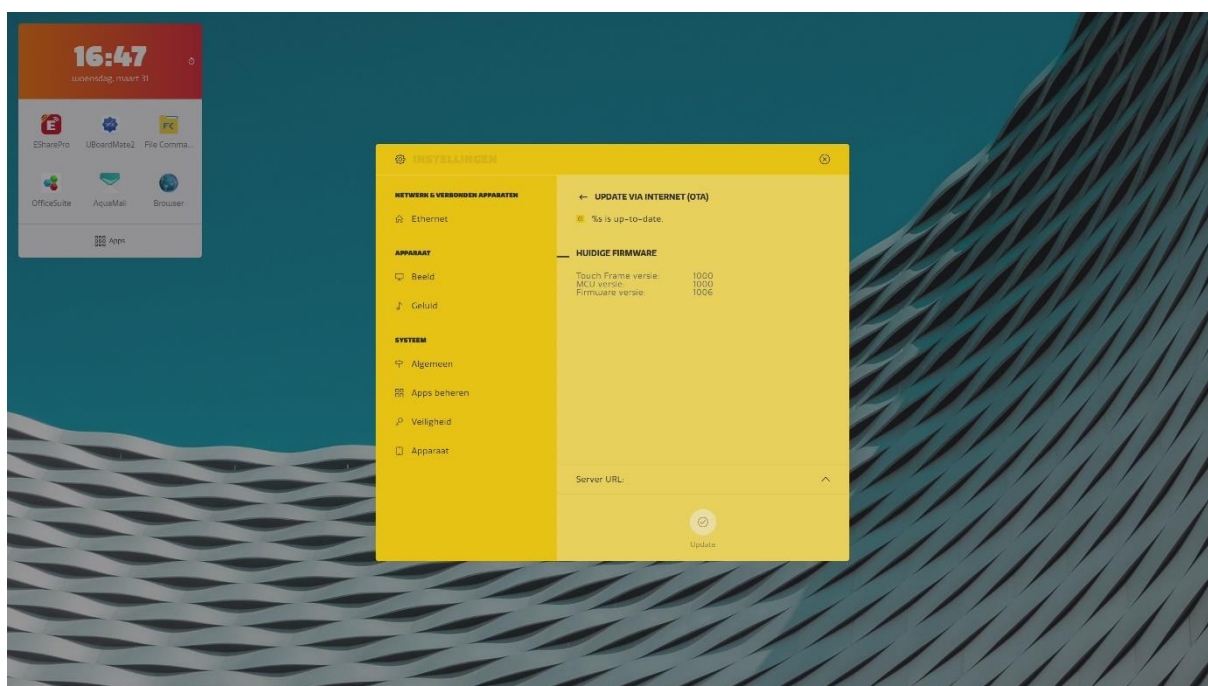 16:47
woensdag, maart 31
ESharePro
UBoardMate2
File Comma...
OfficeSuite
AquaMail
Browser
Apps
INSTELLINGEN
NETWERK & VERBONDEN APPARATEN
Ethernet
APPARAAT
Beeld
Geluid
SYSTEEM
Algemeen
Apps beheren
Veiligheid
Apparaat
← UPDATE VIA INTERNET (OTA)
%s is up-to-date.
HUIDIGE FIRMWARE
Touch Frame versie: 1000
MCU versie: 1000
Firmware versie: 1006
Server URL:
Update